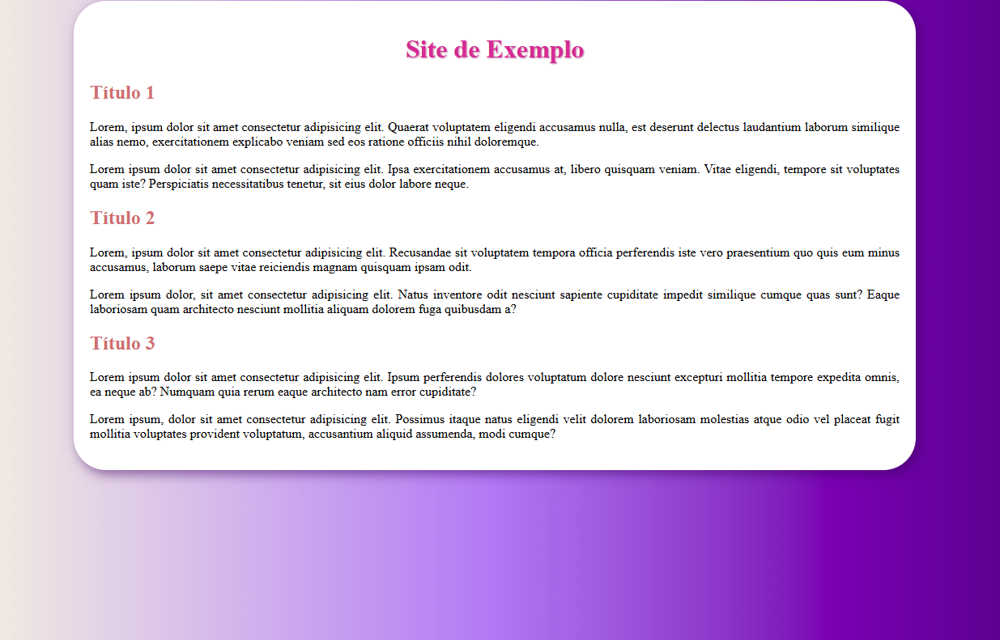 Site de Exemplo
Título 1
Lorem, ipsum dolor sit amet consectetur adipisicing elit. Quaerat voluptatem eligendi accusamus nulla, est deserunt delectus laudantium laborum similique
alias nemo, exercitationem explicabo veniam sed eos ratione officiis nihil doloremque.
Lorem ipsum dolor sit amet consectetur adipisicing elit. Ipsa exercitationem accusamus at, libero quisquam veniam. Vitae eligendi, tempore sit voluptates
quam iste? Perspiciatis necessitatibus tenetur, sit eius dolor labore neque.
Título 2
Lorem, ipsum dolor sit amet consectetur adipisicing elit. Recusandae sit voluptatem tempora officia perferendis iste vero praesentium quo quis eum minus
accusamus, laborum saepe vitae reiciendis magnam quisquam ipsam odit.
Lorem ipsum dolor, sit amet consectetur adipisicing elit. Natus inventore odit nesciunt sapiente cupiditate impedit similique cumque quas sunt? Eaque
laboriosam quam architecto nesciunt mollitia aliquam dolorem fuga quibusdam a?
Título 3
Lorem ipsum dolor sit amet consectetur adipisicing elit. Ipsum perferendis dolores voluptatum dolore nesciunt excepturi mollitia tempore expedita omnis,
ea neque ab? Numquam quia rerum eaque architecto nam error cupiditate?
Lorem ipsum, dolor sit amet consectetur adipisicing elit. Possimus itaque natus eligendi velit dolorem laboriosam molestias atque odio vel placeat fugit
mollitia voluptates provident voluptatum, accusantium aliquid assumenda, modi cumque?